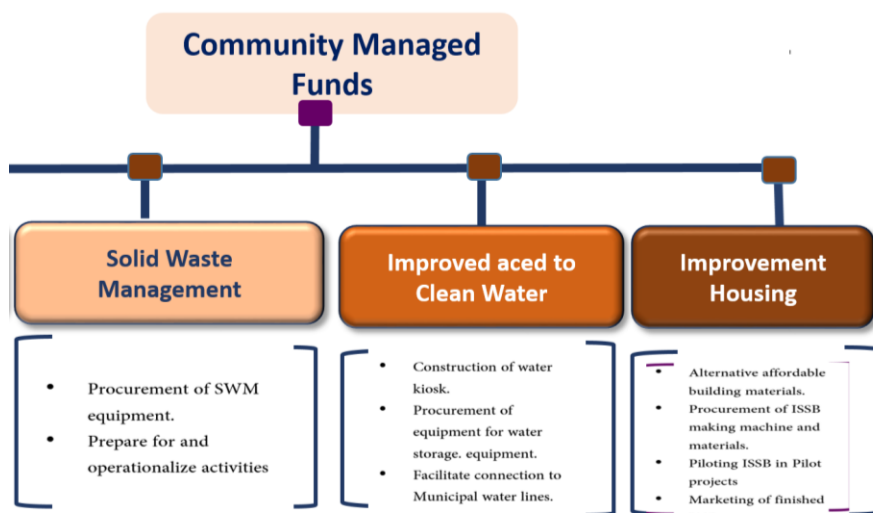 Community Managed
Funds
Solid Waste
Management
• Procurement of SWM
equipment.
• Prepare for and
operationalize activities
Improved aced to
Clean Water
• Construction of water
kiosk.
• Procurement of
equipment for water
storage. equipment.
• Facilitate connection to
Municipal water lines.
Improvement
Housing
• Alternative affordable
building materials.
• Procurement of ISSB
making machine and
materials.
• Piloting ISSB in Pilot
projects
• Marketing of finished